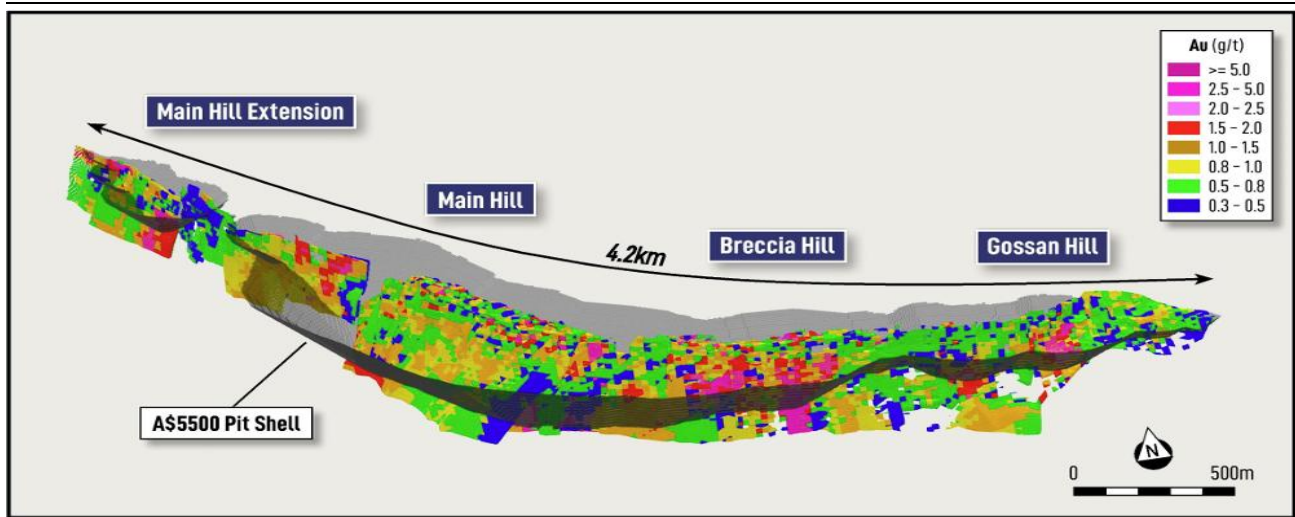 Au (g/t)
>= 5.0
2.5 – 5.0
2.0 – 2.5
1.5 – 2.0
1.0 – 1.5
0.8 – 1.0
0.5 – 0.8
0.3 – 0.5
Main Hill Extension
Main Hill
Breccia Hill
Gossan Hill
4.2km
A$5500 Pit Shell
N
0 500m